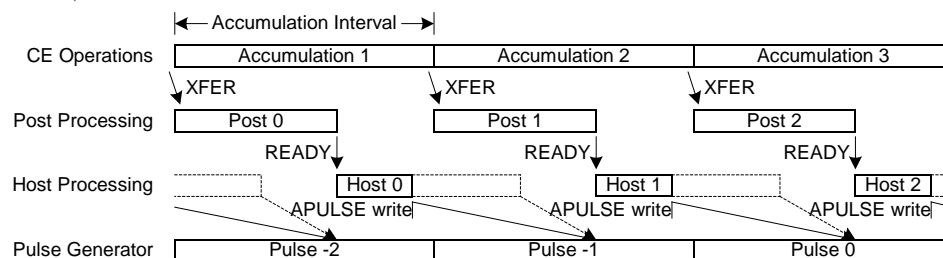 Accumulation Interval
CE Operations Accumulation 1 Accumulation 2 Accumulation 3
XFER XFER XFER
Post Processing Post 0 Post 1 Post 2
READY READY READY
Host Processing Host 0 Host 1 Host 2
APULSE write APULSE write APULSE write
Pulse Generator Pulse -2 Pulse -1 Pulse 0